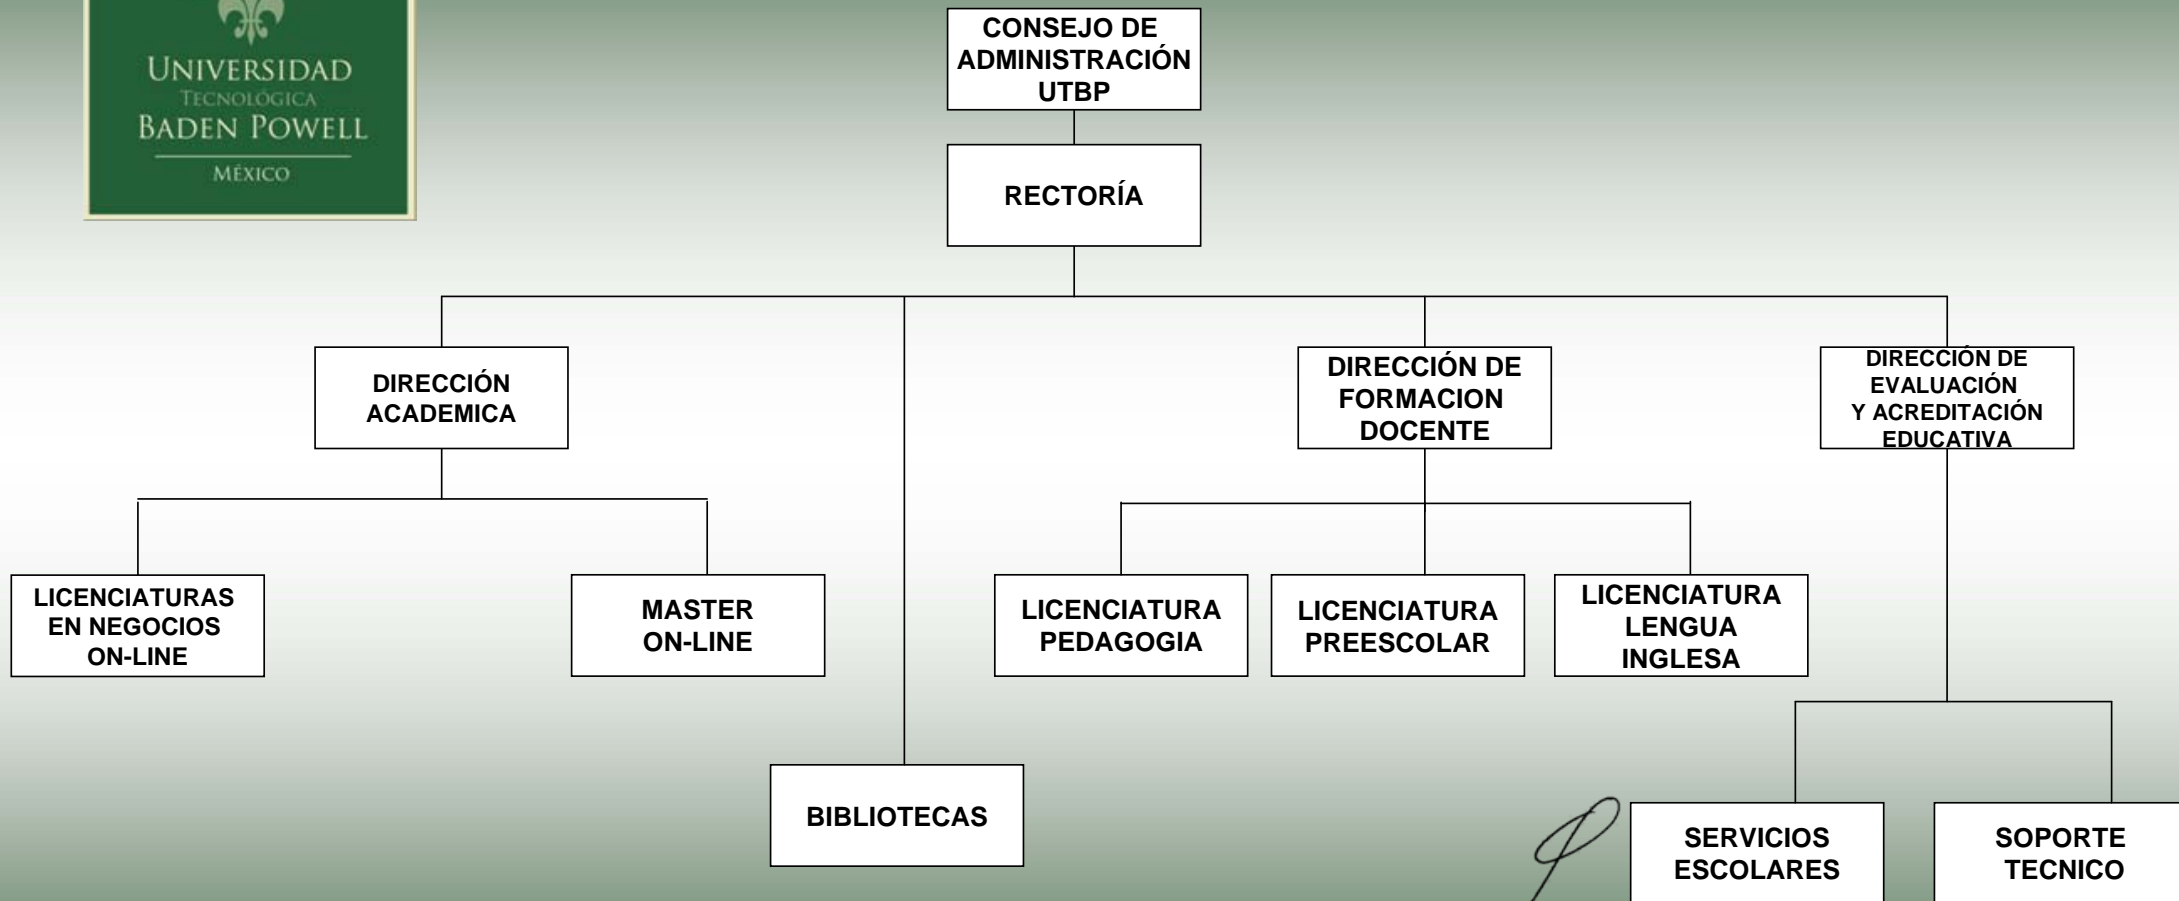 UNIVERSIDAD
TECNOLÓGICA
BADEN POWELL
MÉXICO
CONSEJO DE
ADMINISTRACIÓN
UTBP
RECTORÍA
DIRECCIÓN
ACADEMICA
DIRECCIÓN DE
FORMACION
DOCENTE
DIRECCIÓN DE
EVALUACIÓN
Y ACREDITACIÓN
EDUCATIVA
LICENCIATURAS
EN NEGOCIOS
ON-LINE
MASTER
ON-LINE
LICENCIATURA
PEDAGOGIA
LICENCIATURA
PREESCOLAR
LICENCIATURA
LENGUA
INGLESA
BIBLIOTECAS
SERVICIOS
ESCOLARES
SOPORTE
TECNICO